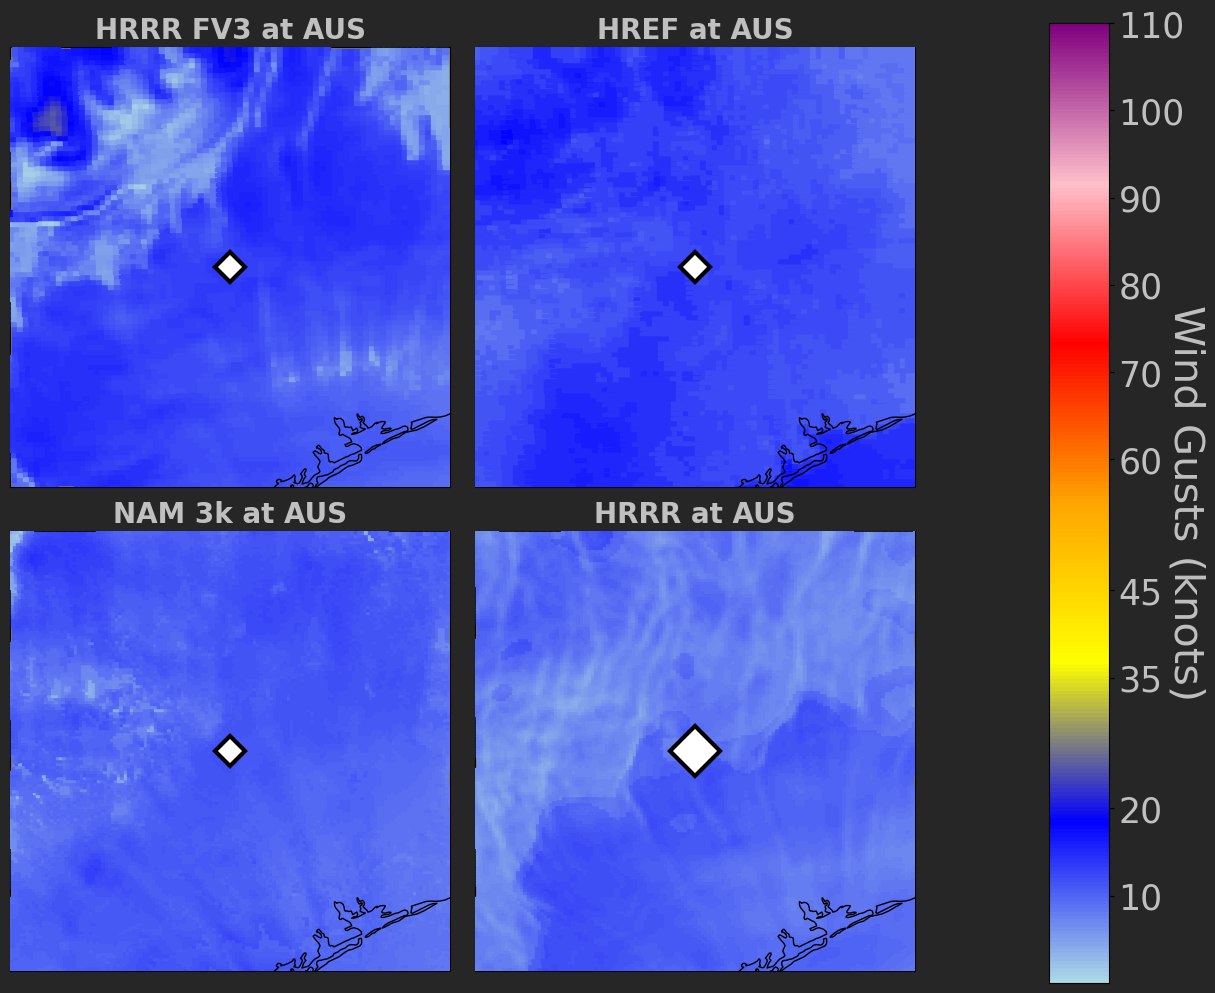 HRRR FV3 at AUS
HREF at AUS
NAM 3k at AUS
HRRR at AUS
110
100
90
80
70
60
45
35
20
10
Wind Gusts (knots)